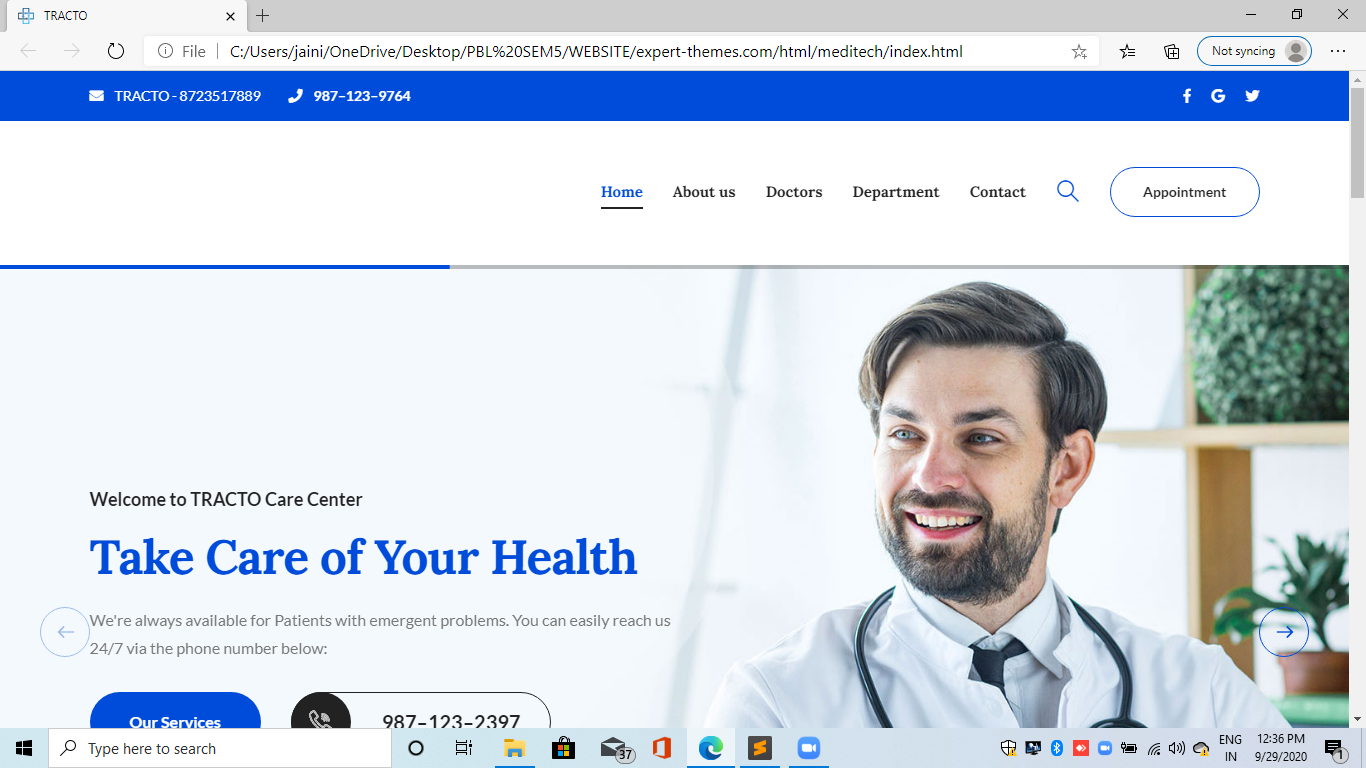 TRACTO
File
C:/Users/jaini/OneDrive/Desktop/PBL%20SEM5/WEBSITE/expert-themes.com/html/meditech/index.html
Not syncing
TRACTO - 8723517889
987-123-9764
Home
About us
Doctors
Department
Contact
Appointment
Welcome to TRACTO Care Center
Take Care of Your Health
We're always available for Patients with emergent problems. You can easily reach us
24/7 via the phone number below:
Our Services
987-123-2397
Type here to search
37
ENG
IN
12:36 PM
9/29/2020
1